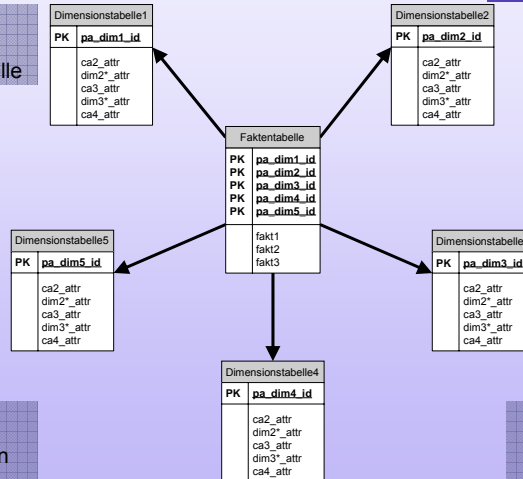 Dimensionstabelle1
PK pa_dim1_id
ca2_attr
dim2*_attr
ca3_attr
dim3*_attr
ca4_attr
Dimensionstabelle2
PK pa_dim2_id
ca2_attr
dim2*_attr
ca3_attr
dim3*_attr
ca4_attr
lle
Faktentabelle
PK pa_dim1_id
PK pa_dim2_id
PK pa_dim3_id
PK pa_dim4_id
PK pa_dim5_id
fakt1
fakt2
fakt3
Dimensionstabelle5
PK pa_dim5_id
ca2_attr
dim2*_attr
ca3_attr
dim3*_attr
ca4_attr
Dimensionstabelle
PK pa_dim3_id
ca2_attr
dim2*_attr
ca3_attr
dim3*_attr
ca4_attr
Dimensionstabelle4
PK pa_dim4_id
ca2_attr
dim2*_attr
ca3_attr
dim3*_attr
ca4_attr
n